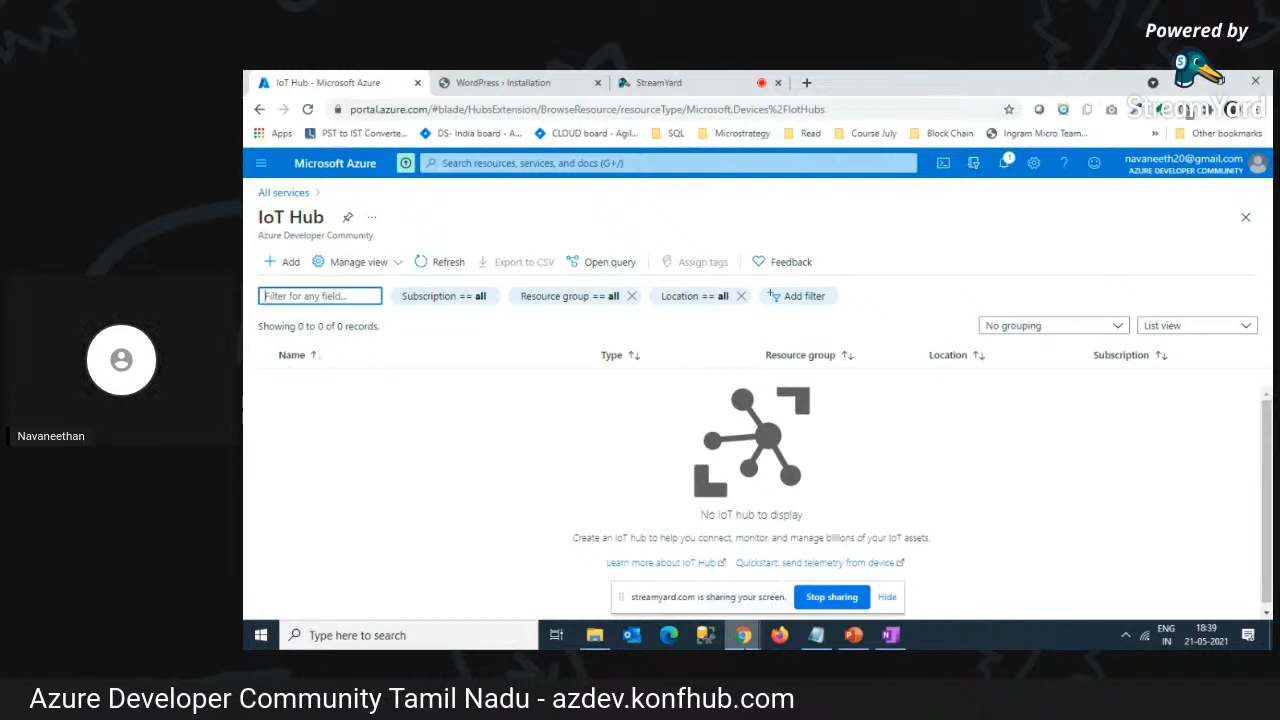 Powered by
StreamYard
IoT Hub - Microsoft Azure
WordPress › Installation
StreamYard
portal.azure.com/#blade/HubsExtension/BrowseResource/resourceType/Microsoft.Devices%2FIotHubs
Apps
PST to IST Converte...
DS- India board - A...
CLOUD board - Agil...
SQL
Microstrategy
Read
Course July
Block Chain
Ingram Micro Team...
»
Other bookmarks
Microsoft Azure
Search resources, services, and docs (G+/)
1
navaneeth20@gmail.com
AZURE DEVELOPER COMMUNITY
All services >
IoT Hub
...
Azure Developer Community
Add
Manage view
Refresh
Export to CSV
Open query
Assign tags
Feedback
Filter for any field...
Subscription == all
Resource group == all
Location == all
Add filter
Showing 0 to 0 of 0 records.
No grouping
List view
Name ↑
Type ↑↓
Resource group ↑↓
Location ↑↓
Subscription ↑↓
Navaneethan
No IoT hub to display
Create an IoT hub to help you connect, monitor, and manage billions of your IoT assets.
Learn more about IoT Hub
Quickstart: send telemetry from device
streamyard.com is sharing your screen.
Stop sharing
Hide
Type here to search
ENG
IN
18:39
21-05-2021
Azure Developer Community Tamil Nadu - azdev.konfhub.com